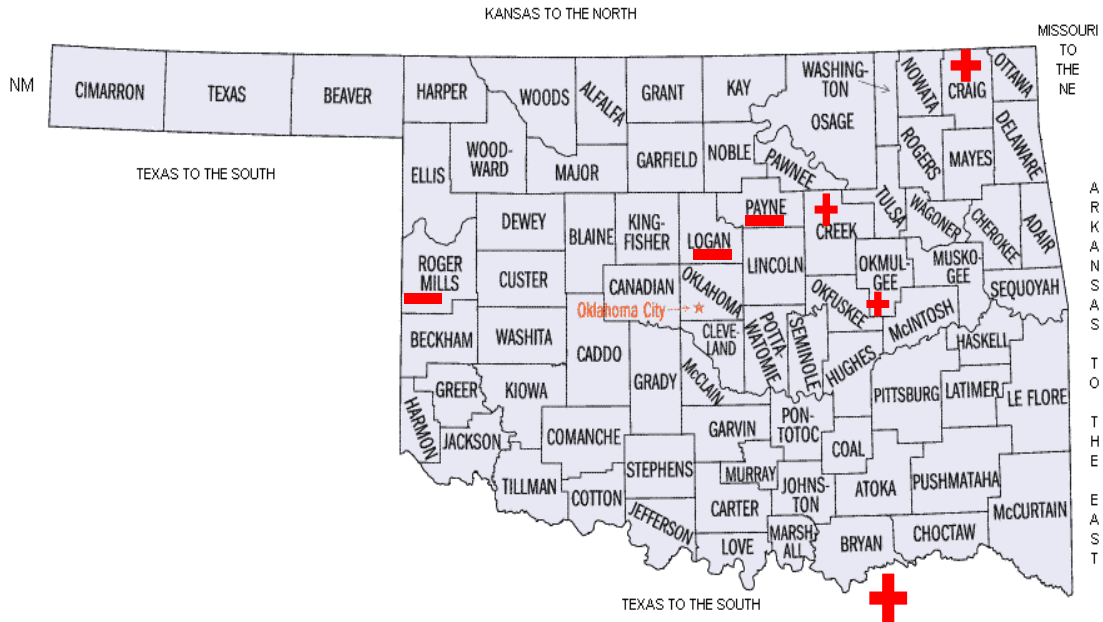 KANSAS TO THE NORTH
MISSOURI
TO
THE
NE
NM
CIMARRON
TEXAS
BEAVER
HARPER
WOODS
ALFALFA
GRANT
KAY
WASHING-
TON
OSAGE
NOWATA
CRAIG
OTTAWA
TEXAS TO THE SOUTH
ELLIS
WOOD-
WARD
MAJOR
GARFIELD
NOBLE
PAWNEE
ROGERS
MAYES
DELAWARE
DEWEY
BLAINE
KING-
FISHER
LOGAN
PAYNE
CREEK
TULSA
WAGONER
CHEROKEE
ADAIR
ROGER
MILLS
CUSTER
CANADIAN
OKLAHOMA
LINCOLN
OKMUL-
GEE
MUSKO-
GEE
SEQUOYAH
Oklahoma City
OKFUSKEE
McINTOSH
BECKHAM
WASHITA
CADDO
GRADY
CLEVE-
LAND
McCLAIN
POTTA-
WATOMIE
SEMINOLE
HUGHES
HASKELL
PITTSBURG
LATIMER
LE FLORE
GREER
KIOWA
HARMON
JACKSON
COMANCHE
GARVIN
PON-
TOTOC
COAL
TILLMAN
COTTON
STEPHENS
MURRAY
JOHNS-
TON
ATOKA
PUSHMATAHA
McCURTAIN
JEFFERSON
CARTER
LOVE
MARSH-
ALL
BRYAN
CHOCTAW
TEXAS TO THE SOUTH
A
R
K
A
N
S
A
S
T
O
T
H
E
E
A
S
T